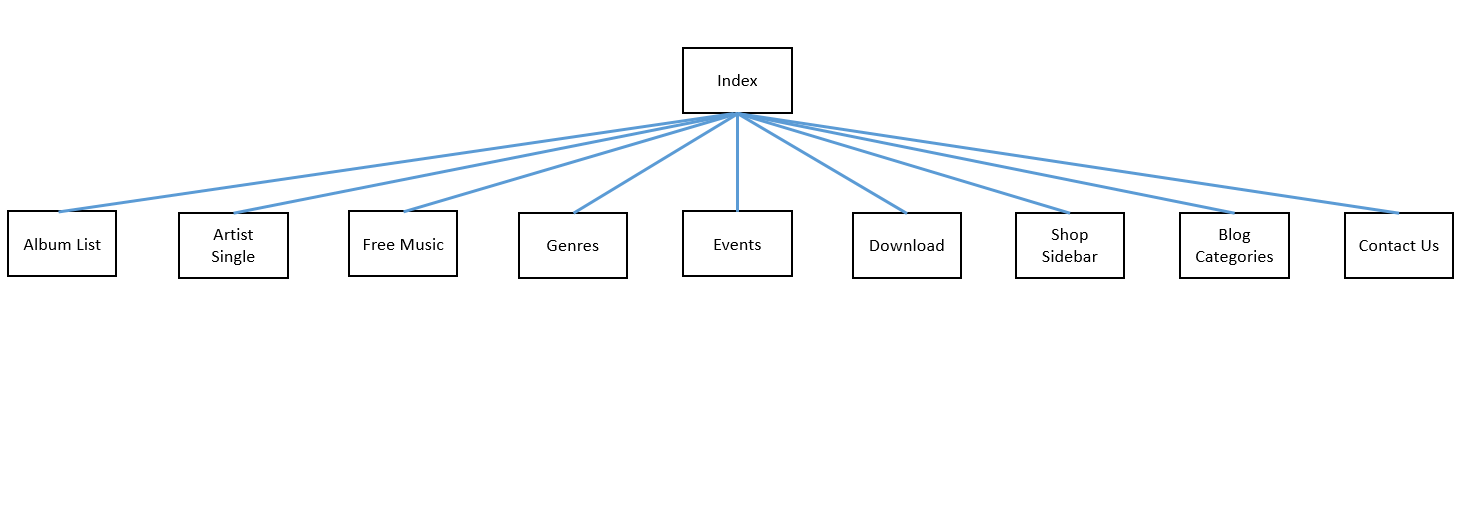 Index
Album List
Artist
Single
Free Music
Genres
Events
Download
Shop
Sidebar
Blog
Categories
Contact Us